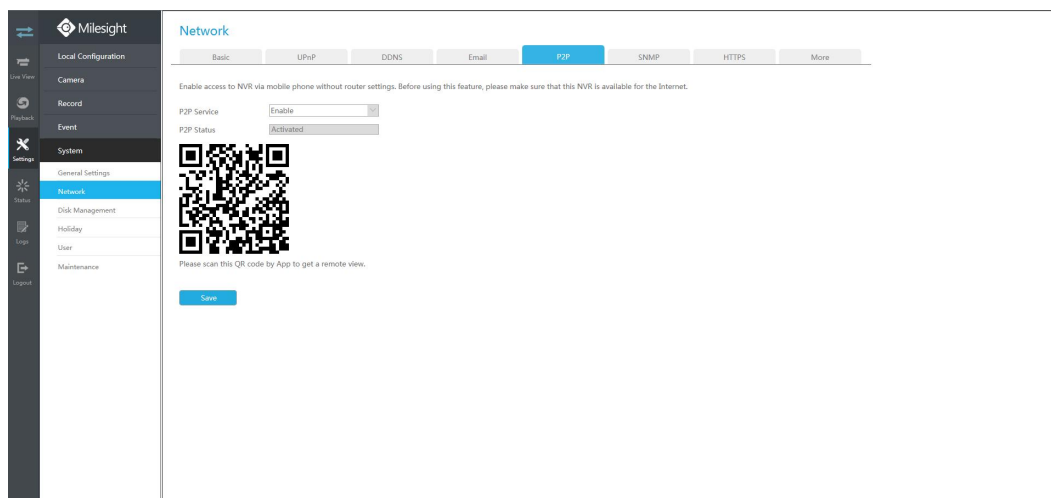 Milesight
Live View
Playback
Settings
Status
Logs
Logout
Local Configuration
Camera
Record
Event
System
General Settings
Network
Disk Management
Holiday
User
Maintenance
Network
Basic UPnP DDNS Email P2P SNMP HTTPS More
Enable access to NVR via mobile phone without router settings. Before using this feature, please make sure that this NVR is available for the Internet.
P2P Service Enable
P2P Status Activated
Please scan this QR code by App to get a remote view.
Save